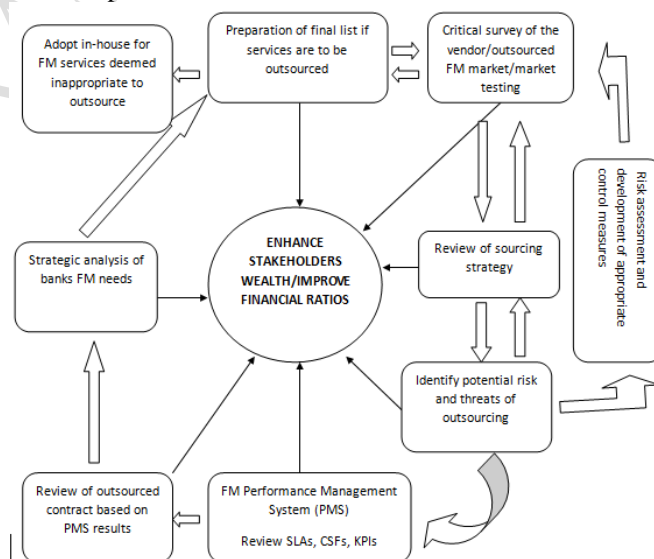 Adopt in-house for
FM services deemed
inappropriate to
outsource
Preparation of final list if
services are to be
outsourced
Critical survey of the
vendor/outsourced
FM market/market
testing
Risk assessment and
development of appropriate
control measures
Strategic analysis of
banks FM needs
ENHANCE
STAKEHOLDERS
WEALTH/IMPROVE
FINANCIAL RATIOS
Review of sourcing
strategy
Identify potential risk
and threats of
outsourcing
Review of outsourced
contract based on
PMS results
FM Performance Management
System (PMS)
Review SLAs, CSFs, KPIs